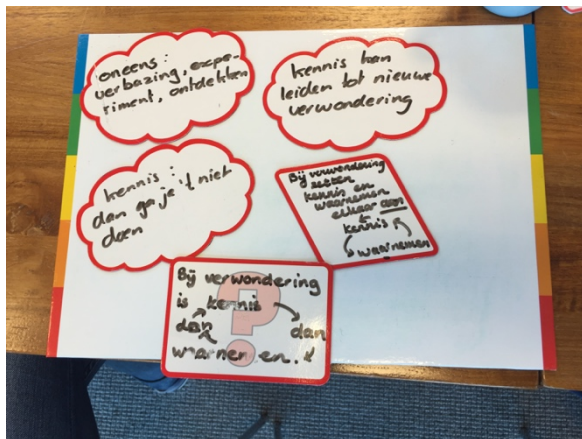 oneens:
verbazing, expe-
riment, ontdekken
kennis kan
leiden tot nieuwe
verwondering
kennis:
dan ga je 't niet
doen
Bij verwondering
zetten
kennis en
waarnemen
elkaar aan
kennis
waarnemen
Bij verwondering
is kennis
dan dan
waarnemen.
?